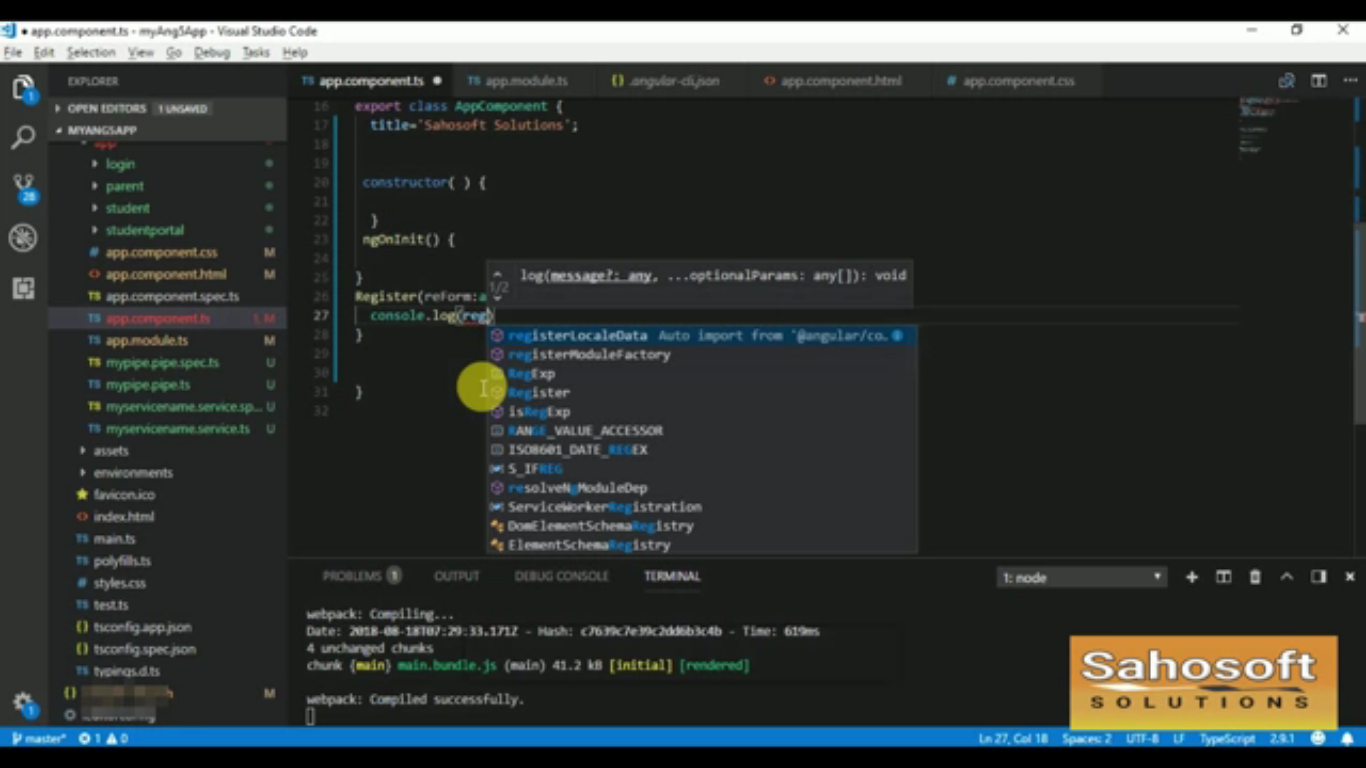 app.component.ts - myAng5App - Visual Studio Code
File Edit Selection View Go Debug Tasks Help
EXPLORER
OPEN EDITORS 1 UNSAVED
MYANG5APP
app
login
parent
student
studentportal
app.component.css M
app.component.html M
app.component.spec.ts
app.component.ts 1, M
app.module.ts M
mypipe.pipe.spec.ts U
mypipe.pipe.ts U
myservicename.service.sp... U
myservicename.service.ts U
assets
environments
favicon.ico
index.html
main.ts
polyfills.ts
styles.css
test.ts
tsconfig.app.json
tsconfig.spec.json
typings.d.ts
M
app.component.ts app.module.ts .angular-cli.json app.component.html app.component.css
16 export class AppComponent {
17 title='Sahosoft Solutions';
18
19
20 constructor( ) {
21
22 }
23 ngOnInit() {
24
25 }
26 Register(reForm:a
27 console.log(reg)
28 }
29
30
31 }
32
1/2 log(message?: any, ...optionalParams: any[]): void
registerLocaleData Auto import from '@angular/co...
registerModuleFactory
RegExp
Register
isRegExp
RANGE_VALUE_ACCESSOR
ISO8601_DATE_REGEX
S_IFREG
resolveNgModuleDep
ServiceWorkerRegistration
DomElementSchemaRegistry
ElementSchemaRegistry
PROBLEMS 1 OUTPUT DEBUG CONSOLE TERMINAL 1: node
webpack: Compiling...
Date: 2018-08-18T07:29:33.171Z - Hash: c7639c7e39c2dd6b3c4b - Time: 619ms
4 unchanged chunks
chunk {main} main.bundle.js (main) 41.2 kB [initial] [rendered]
webpack: Compiled successfully.
Sahosoft
SOLUTIONS
master* 1 0 Ln 27, Col 18 Spaces: 2 UTF-8 LF TypeScript 2.9.1